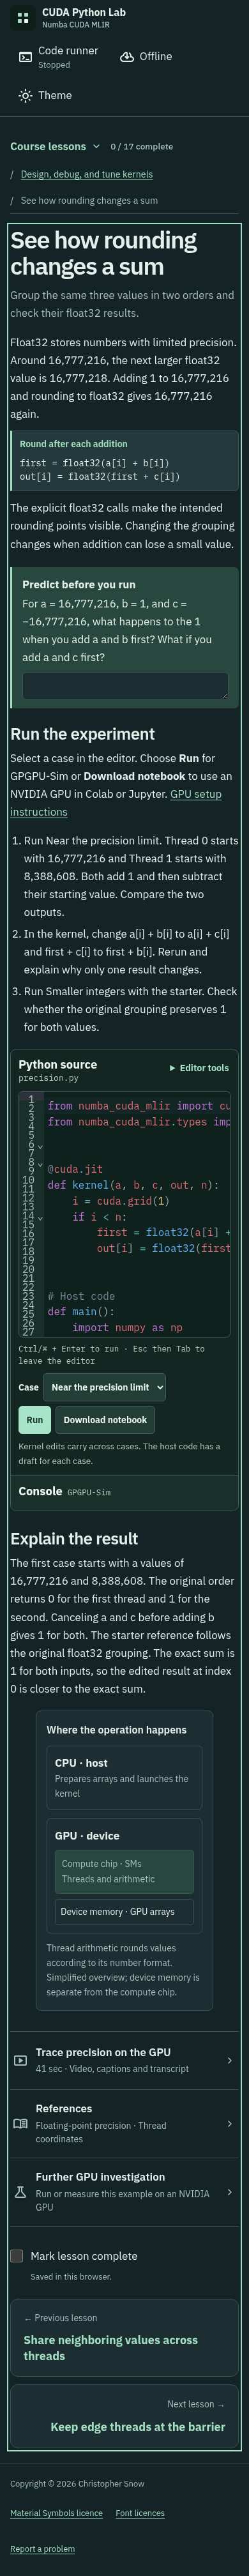 CUDA Python Lab
Numba CUDA MLIR
Code runner
Stopped
Offline
Theme
Course lessons
0 / 17 complete
/ Design, debug, and tune kernels
/ See how rounding changes a sum
See how rounding
changes a sum
Group the same three values in two orders and
check their float32 results.
Float32 stores numbers with limited precision.
Around 16,777,216, the next larger float32
value is 16,777,218. Adding 1 to 16,777,216
and rounding to float32 gives 16,777,216
again.
Round after each addition
first = float32(a[i] + b[i])
out[i] = float32(first + c[i])
The explicit float32 calls make the intended
rounding points visible. Changing the grouping
changes when addition can lose a small value.
Predict before you run
For a = 16,777,216, b = 1, and c =
−16,777,216, what happens to the 1
when you add a and b first? What if you
add a and c first?
Run the experiment
Select a case in the editor. Choose Run for
GPGPU-Sim or Download notebook to use an
NVIDIA GPU in Colab or Jupyter. GPU setup
instructions
1. Run Near the precision limit. Thread 0 starts
with 16,777,216 and Thread 1 starts with
8,388,608. Both add 1 and then subtract
their starting value. Compare the two
outputs.
2. In the kernel, change a[i] + b[i] to a[i] + c[i]
and first + c[i] to first + b[i]. Rerun and
explain why only one result changes.
3. Run Smaller integers with the starter. Check
whether the original grouping preserves 1
for both values.
Python source
precision.py
Editor tools
1
2
3
4
5
6
7
8
9
10
11
12
13
14
15
16
17
18
19
20
21
22
23
24
25
26
27
from numba_cuda_mlir import cu
from numba_cuda_mlir.types imp
@cuda.jit
def kernel(a, b, c, out, n):
i = cuda.grid(1)
if i < n:
first = float32(a[i] +
out[i] = float32(first
# Host code
def main():
import numpy as np
Ctrl/⌘ + Enter to run · Esc then Tab to
leave the editor
Case Near the precision limit
Run Download notebook
Kernel edits carry across cases. The host code has a
draft for each case.
Console GPGPU-Sim
Explain the result
The first case starts with a values of
16,777,216 and 8,388,608. The original order
returns 0 for the first thread and 1 for the
second. Canceling a and c before adding b
gives 1 for both. The starter reference follows
the original float32 grouping. The exact sum is
1 for both inputs, so the edited result at index
0 is closer to the exact sum.
Where the operation happens
CPU · host
Prepares arrays and launches the
kernel
GPU · device
Compute chip · SMs
Threads and arithmetic
Device memory · GPU arrays
Thread arithmetic rounds values
according to its number format.
Simplified overview; device memory is
separate from the compute chip.
Trace precision on the GPU
41 sec · Video, captions and transcript
References
Floating-point precision · Thread
coordinates
Further GPU investigation
Run or measure this example on an NVIDIA
GPU
Mark lesson complete
Saved in this browser.
← Previous lesson
Share neighboring values across
threads
Next lesson →
Keep edge threads at the barrier
Copyright © 2026 Christopher Snow
Material Symbols licence Font licences
Report a problem